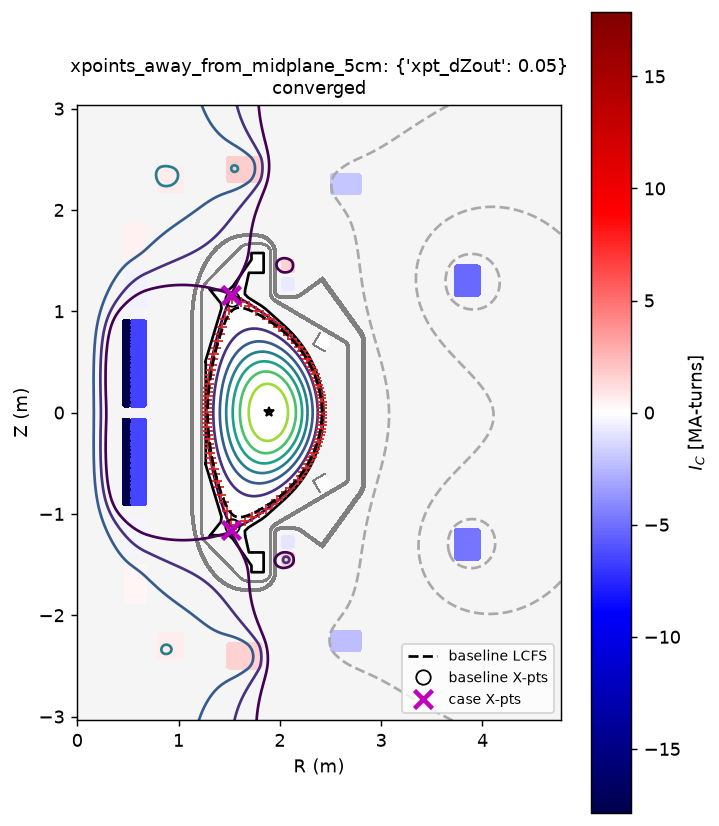 xpoints_away_from_midplane_5cm: {'xpt_dZout': 0.05}
converged
3
2
1
0
−1
−2
−3
Z (m)
0
1
2
3
4
R (m)
baseline LCFS
baseline X-pts
case X-pts
15
10
5
0
−5
−10
−15
I_C [MA-turns]